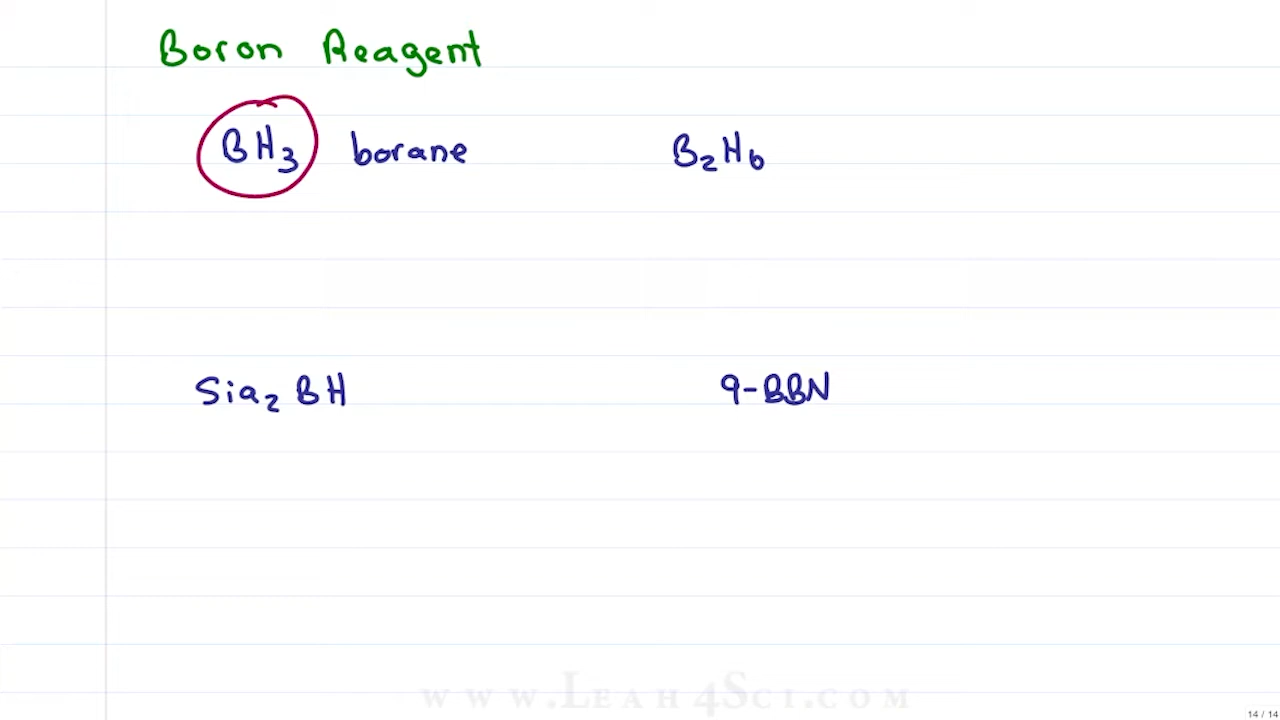 Boron Reagent
BH₃ borane B₂H₆
Sia₂BH 9-BBN
www.Leah4Sci.com
14 / 14